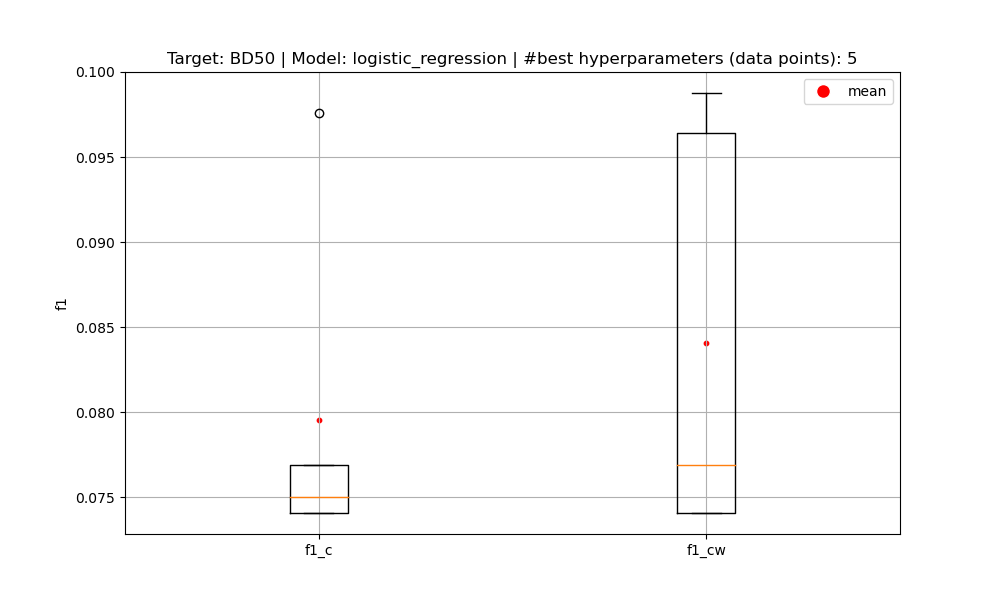 Target: BD50 | Model: logistic_regression | #best hyperparameters (data points): 5
mean
f1
0.100
0.095
0.090
0.085
0.080
0.075
f1_c
f1_cw